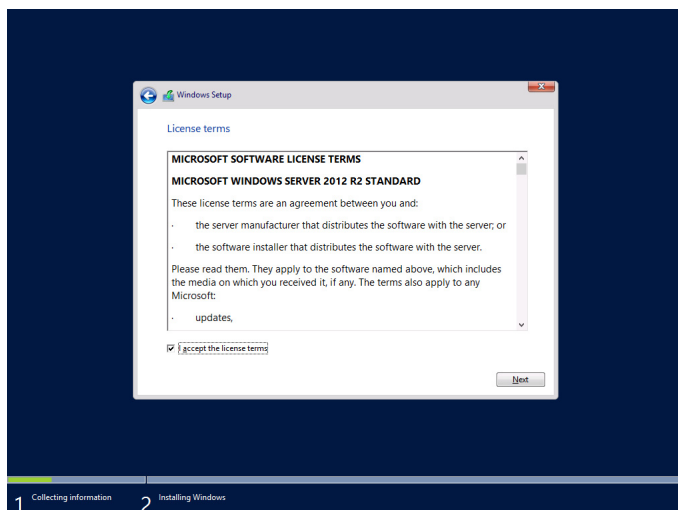 Windows Setup
License terms
MICROSOFT SOFTWARE LICENSE TERMS
MICROSOFT WINDOWS SERVER 2012 R2 STANDARD
These license terms are an agreement between you and:
· the server manufacturer that distributes the software with the server; or
· the software installer that distributes the software with the server.
Please read them. They apply to the software named above, which includes
the media on which you received it, if any. The terms also apply to any
Microsoft:
· updates,
I accept the license terms
Next
1 Collecting information
2 Installing Windows